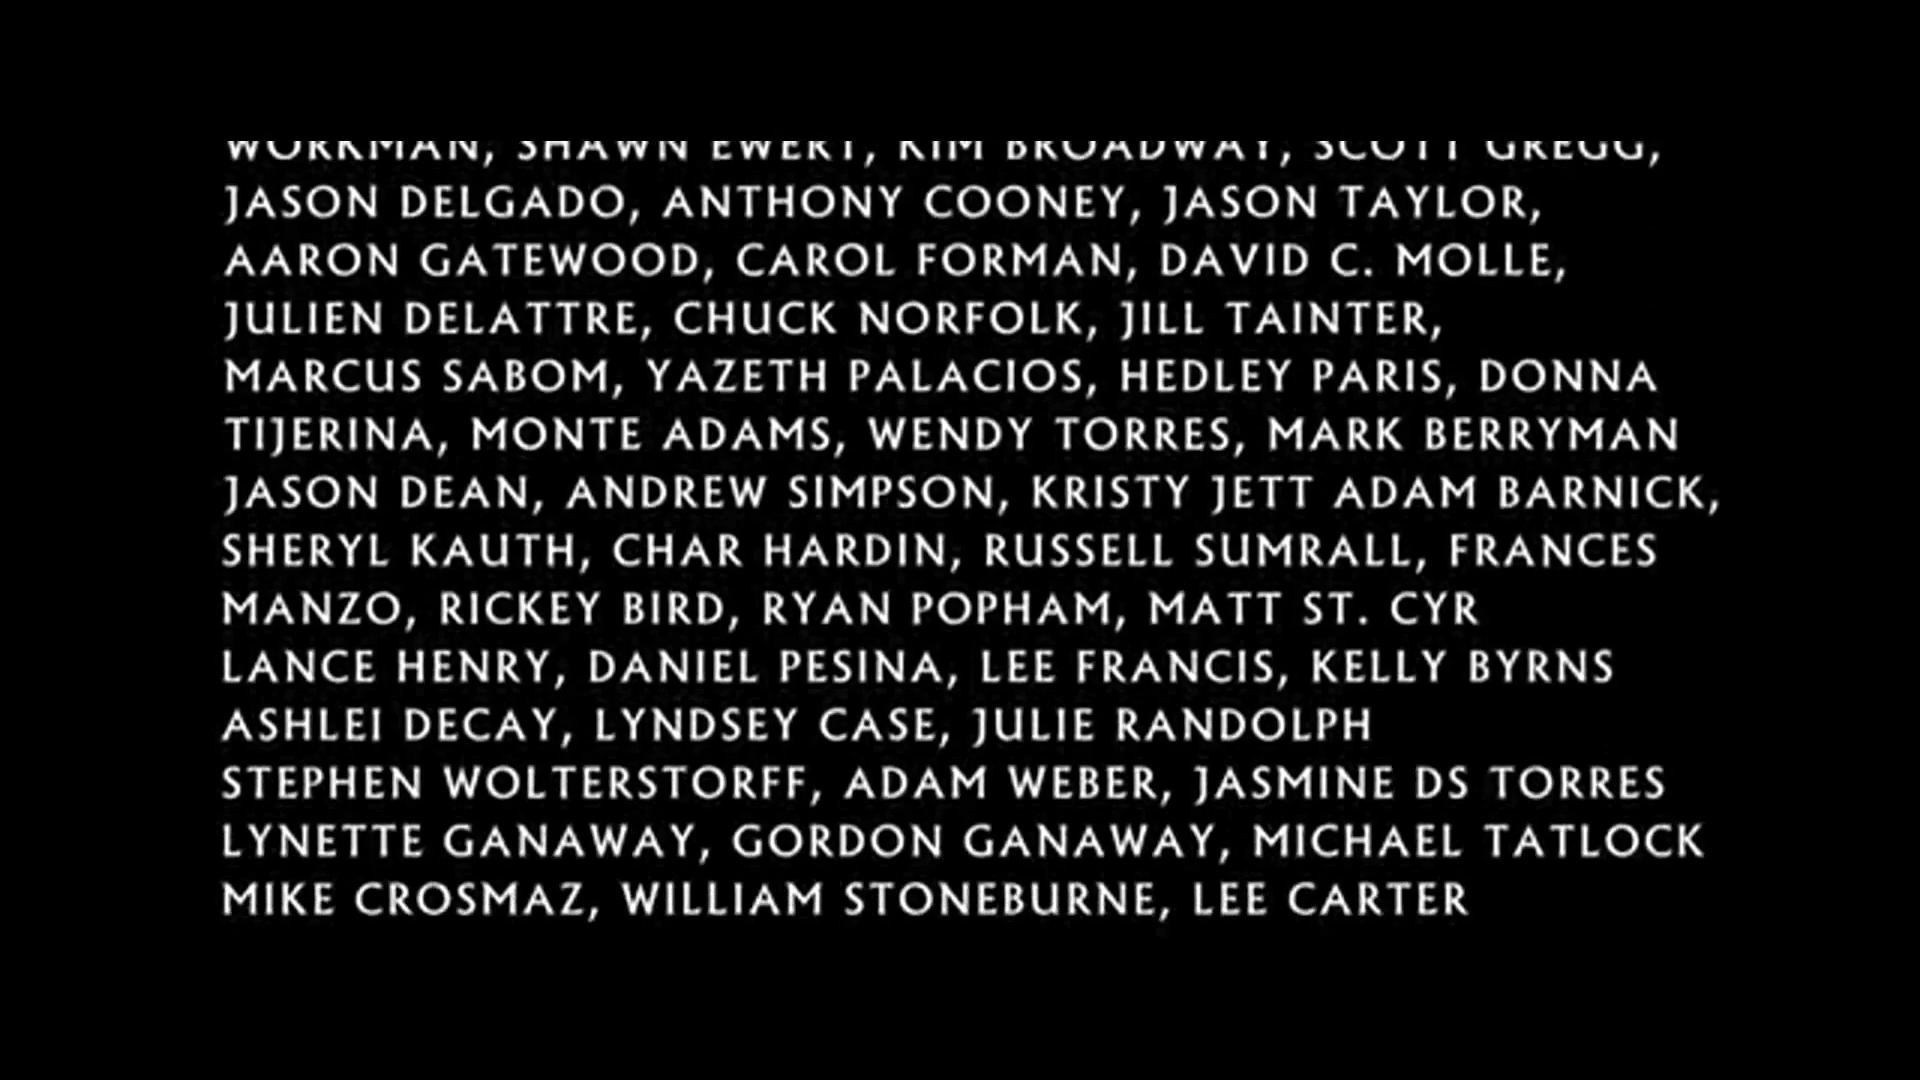 WORKMAN, SHAWN EWERT, KIM BROADWAY, SCOTT GREGG,
JASON DELGADO, ANTHONY COONEY, JASON TAYLOR,
AARON GATEWOOD, CAROL FORMAN, DAVID C. MOLLE,
JULIEN DELATTRE, CHUCK NORFOLK, JILL TAINTER,
MARCUS SABOM, YAZETH PALACIOS, HEDLEY PARIS, DONNA
TIJERINA, MONTE ADAMS, WENDY TORRES, MARK BERRYMAN
JASON DEAN, ANDREW SIMPSON, KRISTY JETT ADAM BARNICK,
SHERYL KAUTH, CHAR HARDIN, RUSSELL SUMRALL, FRANCES
MANZO, RICKEY BIRD, RYAN POPHAM, MATT ST. CYR
LANCE HENRY, DANIEL PESINA, LEE FRANCIS, KELLY BYRNS
ASHLEI DECAY, LYNDSEY CASE, JULIE RANDOLPH
STEPHEN WOLTERSTORFF, ADAM WEBER, JASMINE DS TORRES
LYNETTE GANAWAY, GORDON GANAWAY, MICHAEL TATLOCK
MIKE CROSMAZ, WILLIAM STONEBURNE, LEE CARTER